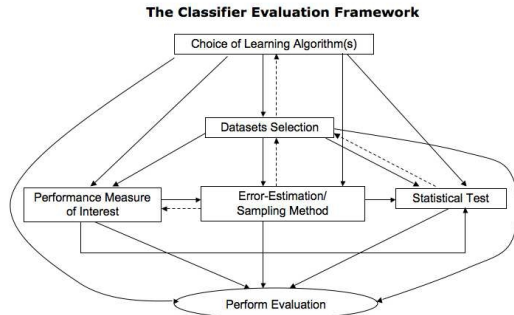 The Classifier Evaluation Framework
Choice of Learning Algorithm(s)
Datasets Selection
Performance Measure
of Interest
Error-Estimation/
Sampling Method
Statistical Test
Perform Evaluation